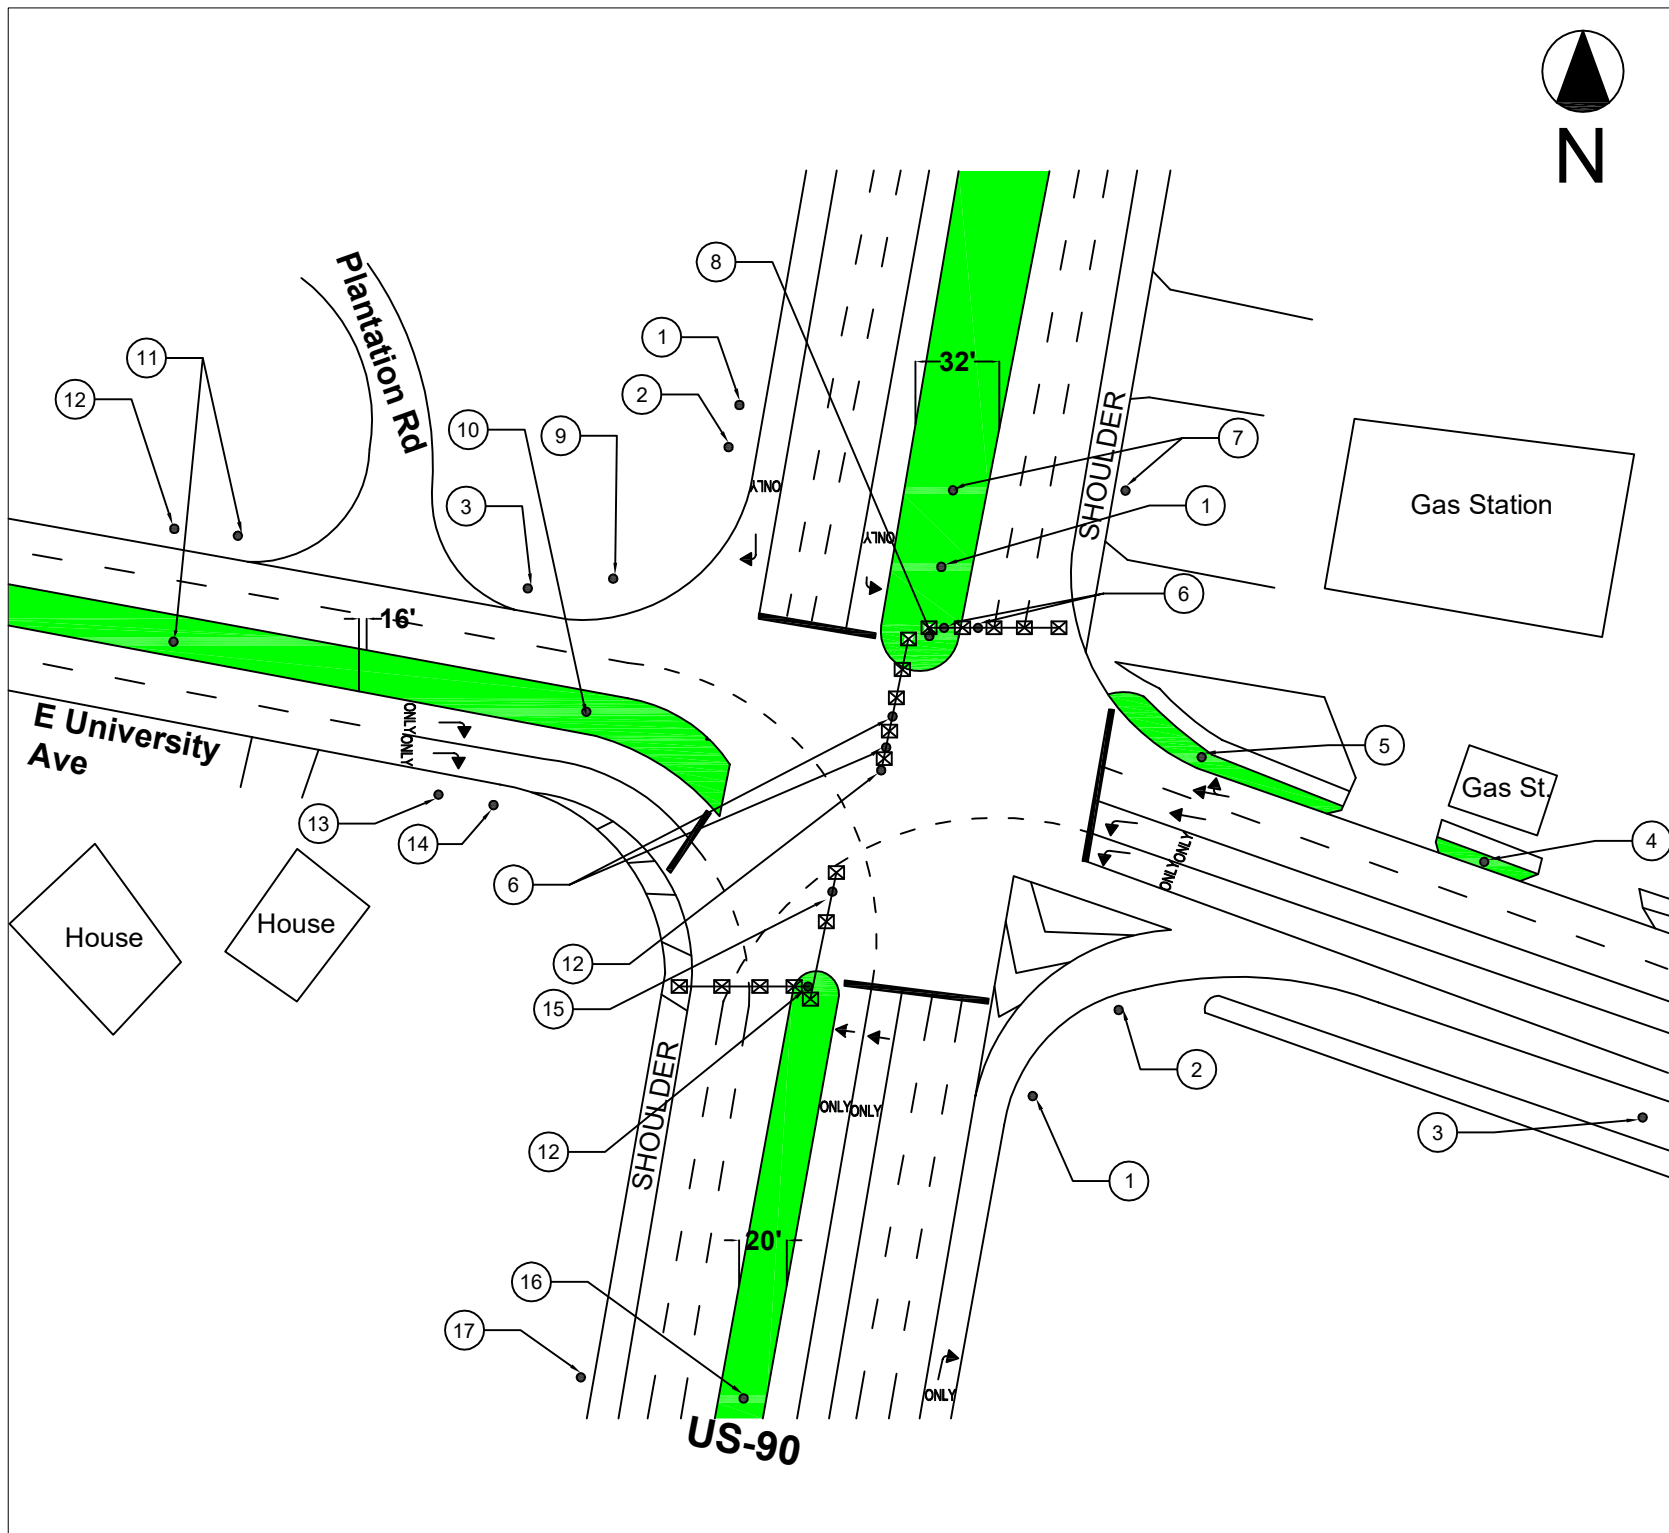 N
8
1
2
Plantation Rd
11
12
10
9
3
32'
7
1
SHOULDER
Gas Station
ONLY
ONLY
6
16'
E University
Ave
ONLY
ONLY
5
Gas St.
4
13
14
6
House
House
ONLY
ONLY
12
15
2
3
12
1
SHOULDER
ONLY
ONLY
20'
16
17
ONLY
US-90